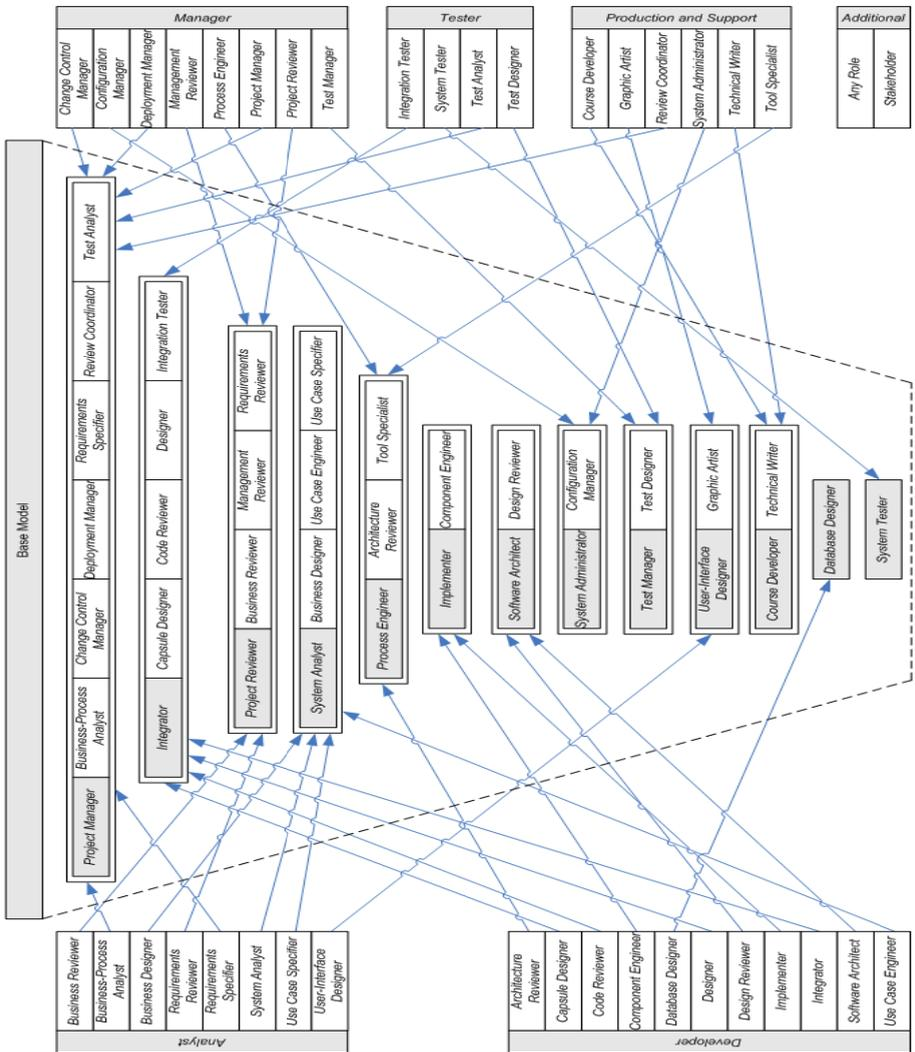 Manager
Change Control
Manager
Configuration
Manager
Deployment Manager
Management
Reviewer
Process Engineer
Project Manager
Project Reviewer
Test Manager
Tester
Integration Tester
System Tester
Test Analyst
Test Designer
Production and Support
Course Developer
Graphic Artist
Review Coordinator
System Administrator
Technical Writer
Tool Specialist
Additional
Any Role
Stakeholder
Base Model
Project Manager
Business-Process
Analyst
Change Control
Manager
Deployment Manager
Requirements
Specifier
Review Coordinator
Test Analyst
Integrator
Capsule Designer
Code Reviewer
Designer
Integration Tester
Project Reviewer
Business Reviewer
Management
Reviewer
Requirements
Reviewer
System Analyst
Business Designer
Use Case Engineer
Use Case Specifier
Process Engineer
Architecture
Reviewer
Tool Specialist
Implementer
Component Engineer
Software Architect
Design Reviewer
System Administrator
Configuration
Manager
Test Manager
Test Designer
User-Interface
Designer
Graphic Artist
Course Developer
Technical Writer
Database Designer
System Tester
Business Reviewer
Business-Process
Analyst
Business Designer
Requirements
Reviewer
Requirements
Specifier
System Analyst
Use Case Specifier
User-Interface
Designer
Analyst
Architecture
Reviewer
Capsule Designer
Code Reviewer
Component Engineer
Database Designer
Designer
Design Reviewer
Implementer
Integrator
Software Architect
Use Case Engineer
Developer